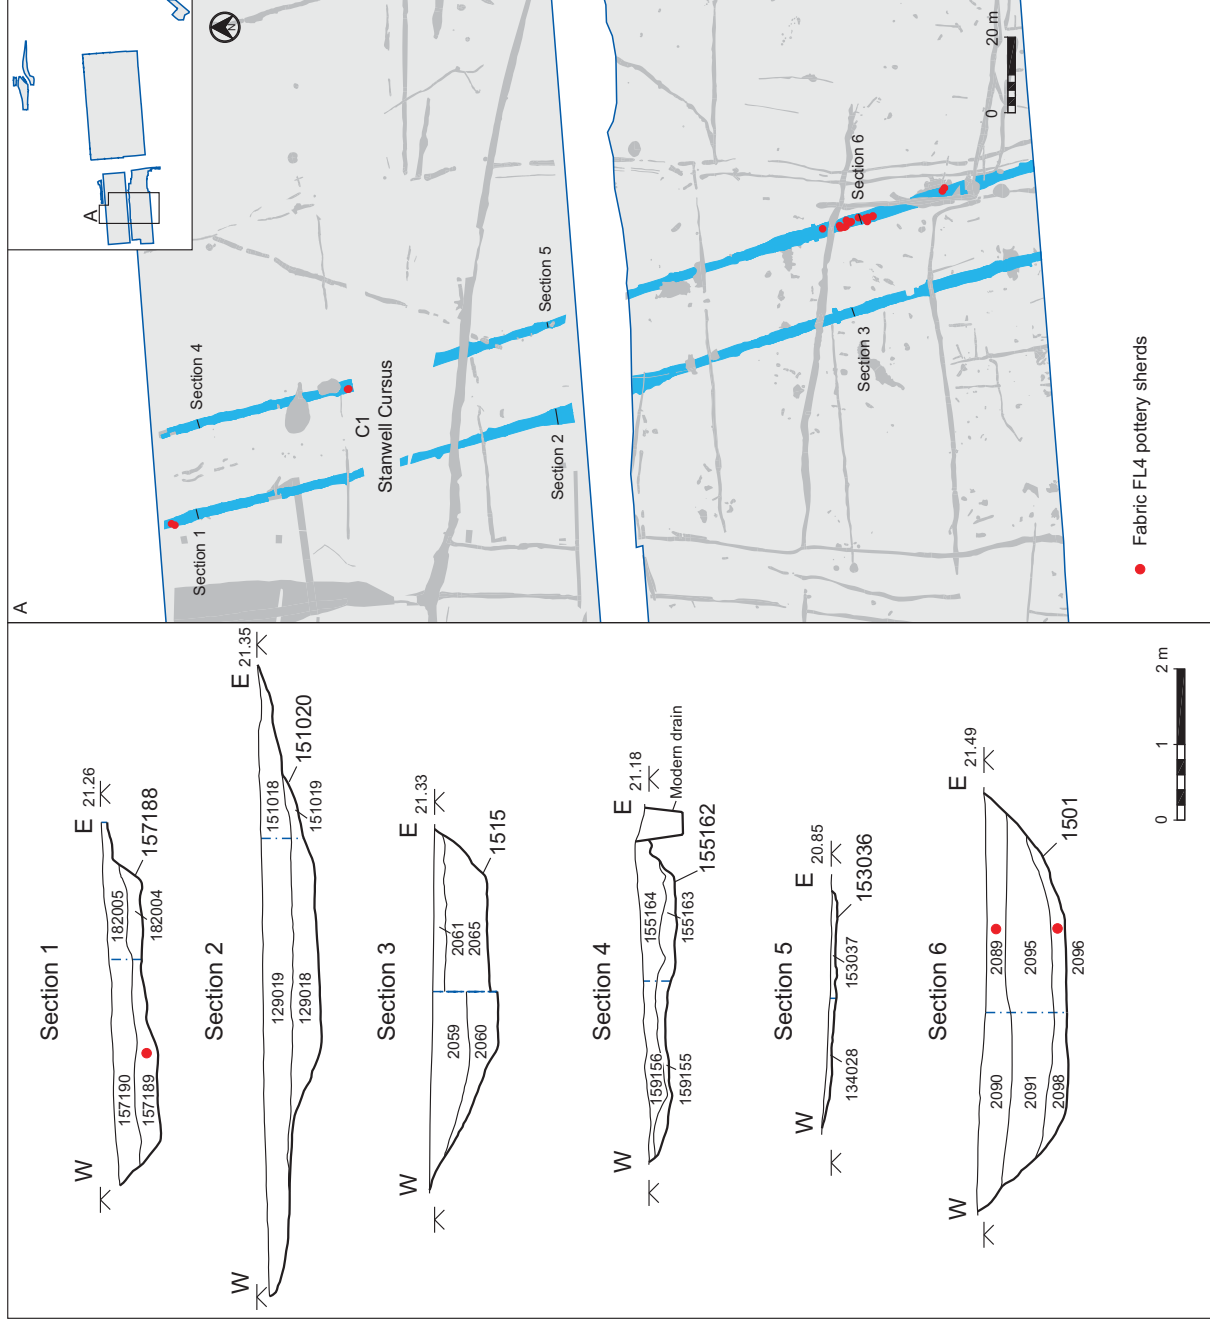 Section 1
W
E
21.26
157190
157189
182005
182004
157188
Section 2
W
E
21.35
129019
129018
151018
151019
151020
Section 3
W
E
21.33
2059
2060
2061
2065
1515
Section 4
W
E
21.18
159156
159155
155164
155163
155162
Modern drain
Section 5
W
E
20.85
134028
153037
153036
Section 6
W
E
21.49
2090
2091
2098
2089
2095
2096
1501
0
1
2 m
A
A
N
Section 1
Section 4
C1
Stanwell Cursus
Section 2
Section 5
Section 3
Section 6
0
20 m
Fabric FL4 pottery sherds